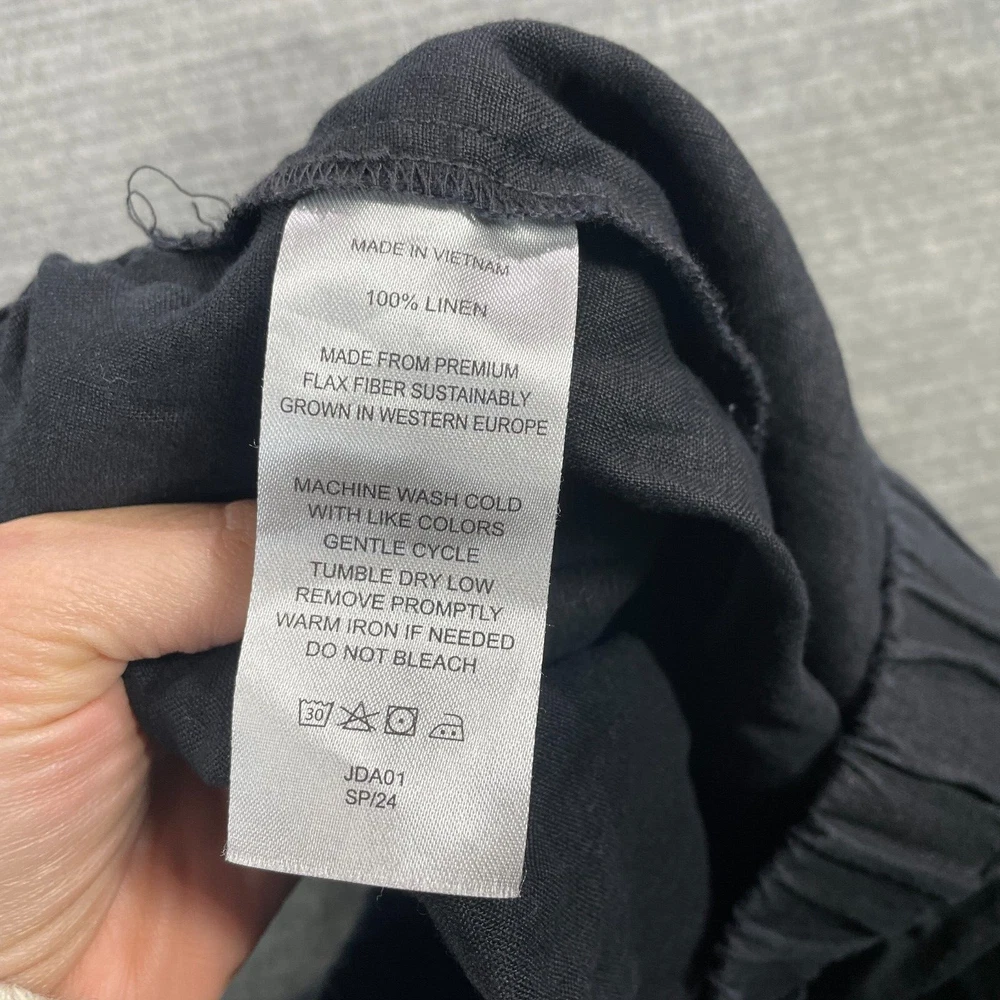 MADE IN VIETNAM
100% LINEN
MADE FROM PREMIUM
FLAX FIBER SUSTAINABLY
GROWN IN WESTERN EUROPE
MACHINE WASH COLD
WITH LIKE COLORS
GENTLE CYCLE
TUMBLE DRY LOW
REMOVE PROMPTLY
WARM IRON IF NEEDED
DO NOT BLEACH
30
JDA01
SP/24